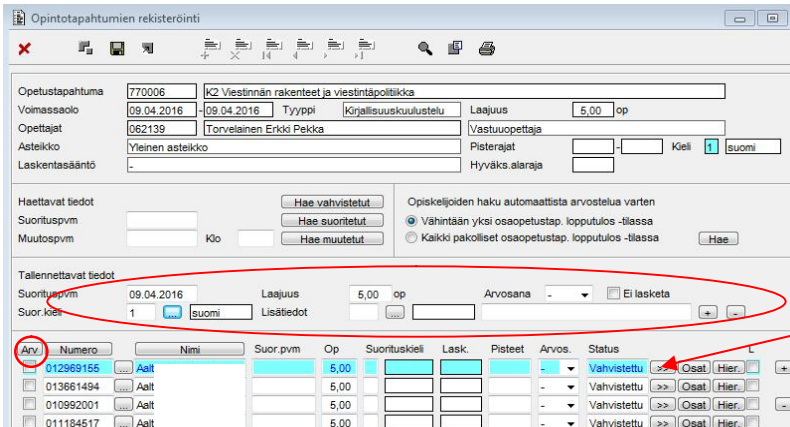 Opintotapahtumien rekisteröinti
Opetustapahtuma 770006 K2 Viestinnän rakenteet ja viestintäpolitiikka
Voimassaolo 09.04.2016 - 09.04.2016 Tyyppi Kirjallisuuskuulustelu Laajuus 5,00 op
Opettajat 062139 Torvelainen Erkki Pekka Vastuuopettaja
Asteikko Yleinen asteikko Pisterajat - Kieli 1 suomi
Laskentasääntö - Hyväks.alaraja
Haettavat tiedot Hae vahvistetut Opiskelijoiden haku automaattista arvostelua varten
Suorituspvm Hae suoritetut Vähintään yksi osaopetustap. lopputulos -tilassa
Muutospvm Klo Hae muutetut Kaikki pakolliset osaopetustap. lopputulos -tilassa Hae
Tallennettavat tiedot
Suorituspvm 09.04.2016 Laajuus 5,00 op Arvosana - Ei lasketa
Suor.kieli 1 ... suomi Lisätiedot ... + -
Arv Numero Nimi Suor.pvm Op Suorituskieli Lask. Pisteet Arvos. Status L
012969155 ... Aalt 5,00 - Vahvistettu >> Osat Hier. +
013661494 ... Aalt 5,00 - Vahvistettu >> Osat Hier.
010992001 ... Aalt 5,00 - Vahvistettu >> Osat Hier. -
011184517 ... Aalt 5,00 - Vahvistettu >> Osat Hier.